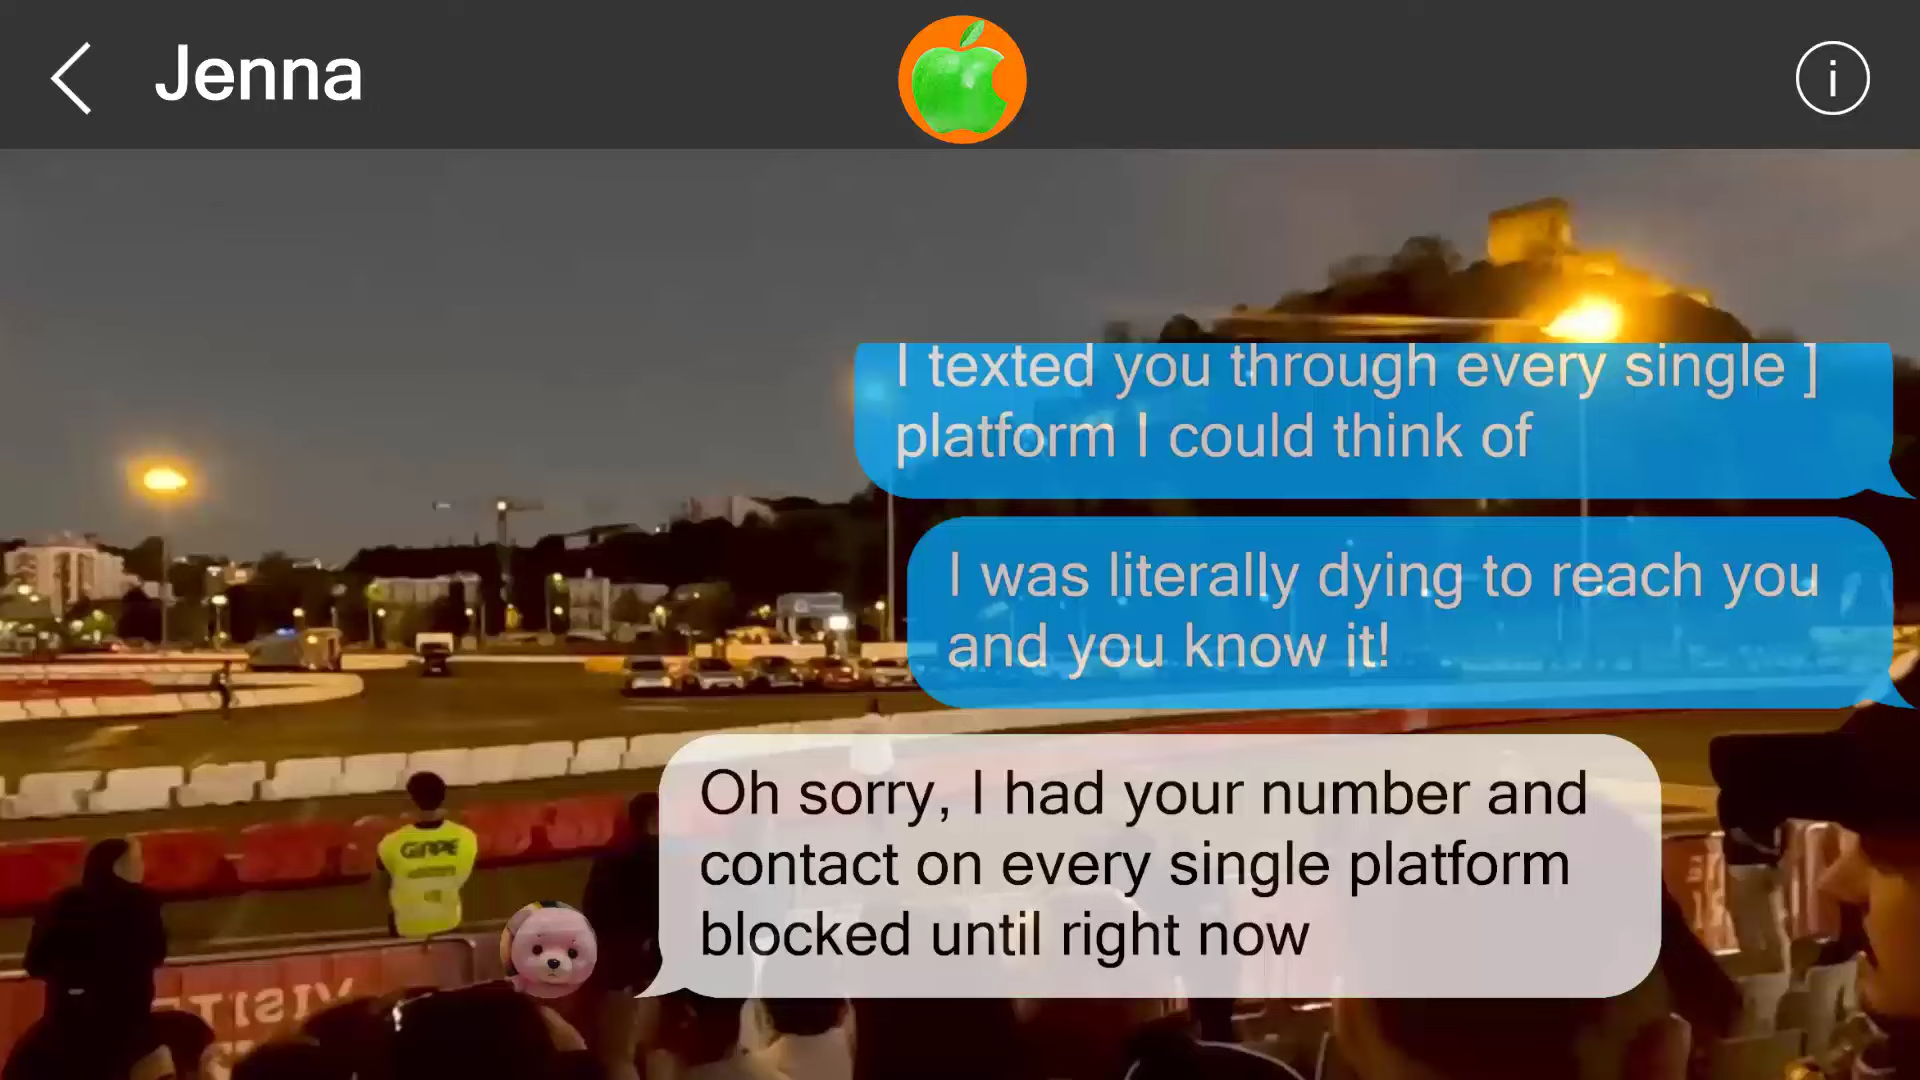 Jenna
i
I texted you through every single ]
platform I could think of
I was literally dying to reach you
and you know it!
Oh sorry, I had your number and
contact on every single platform
blocked until right now
VISIT